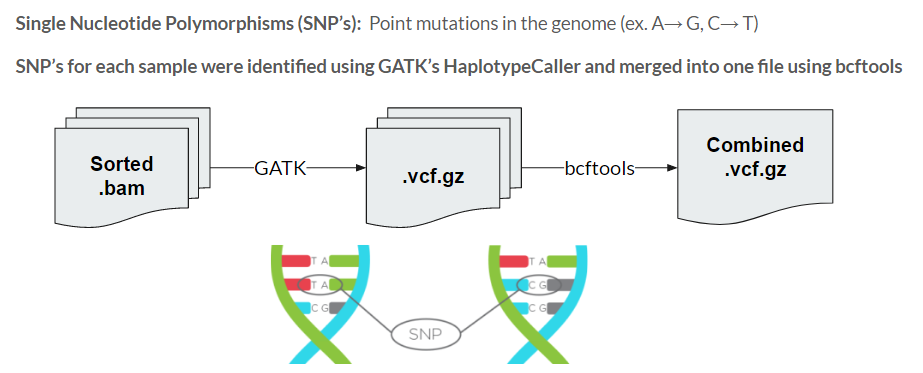 Single Nucleotide Polymorphisms (SNP's): Point mutations in the genome (ex. A→G, C→T)
SNP's for each sample were identified using GATK's HaplotypeCaller and merged into one file using bcftools
Sorted
.bam
GATK
.vcf.gz
bcftools
Combined
.vcf.gz
T A
T A
C G
T A
C G
C G
SNP